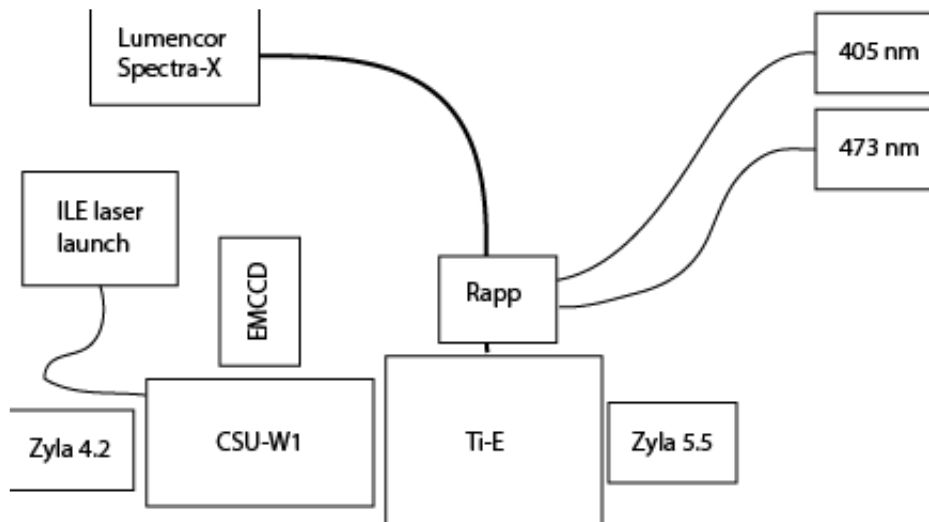 Lumencor
Spectra-X
405 nm
473 nm
ILE laser
launch
EMCCD
Rapp
Zyla 4.2
CSU-W1
Ti-E
Zyla 5.5